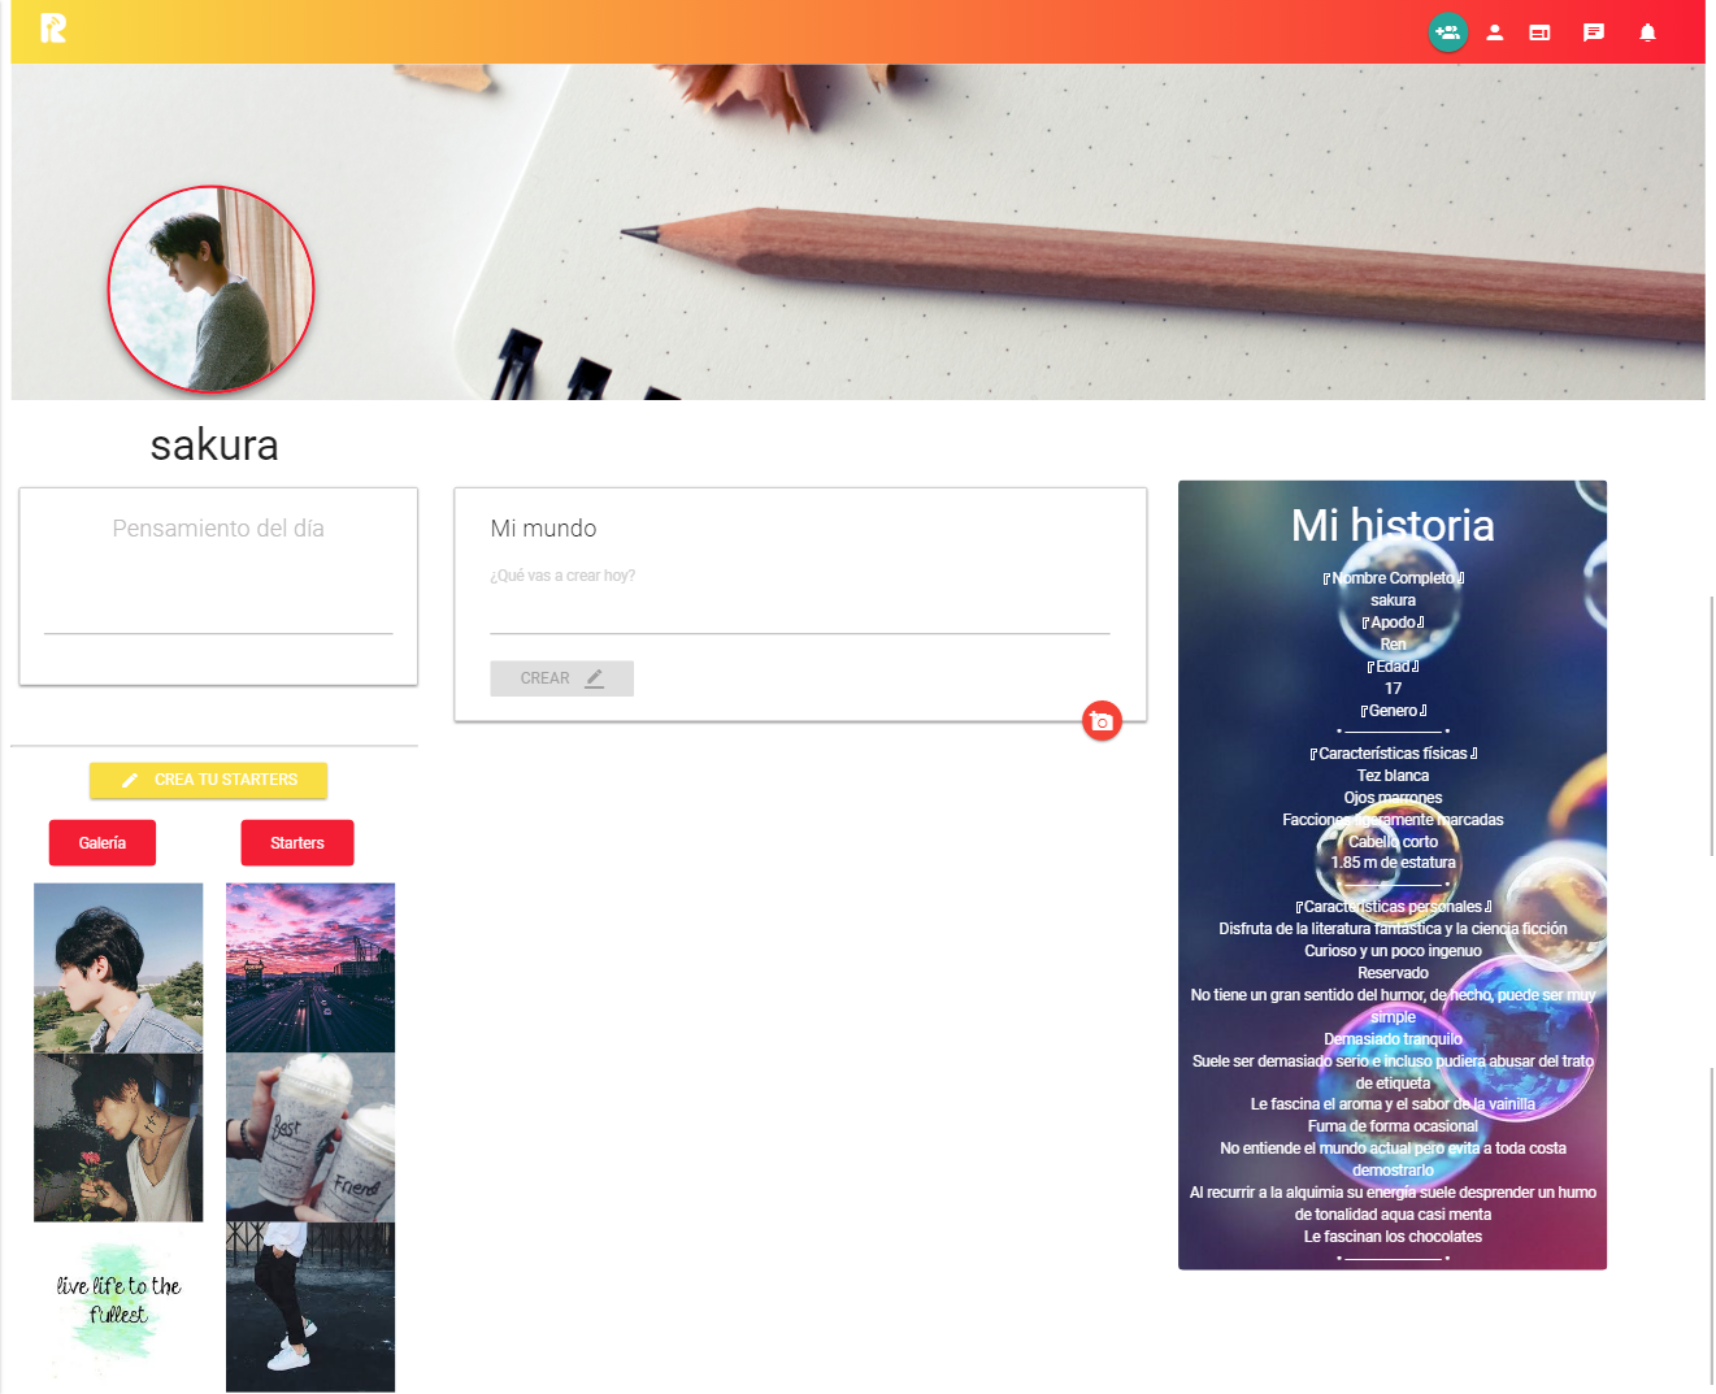 R
sakura
Pensamiento del día
Mi mundo
¿Qué vas a crear hoy?
CREAR
CREA TU STARTERS
Galería
Starters
Best
Friend
live life to the
fullest
Mi historia
『Nombre Completo』
sakura
『Apodo』
Ren
『Edad』
17
『Genero』
『Características físicas 』
Tez blanca
Ojos marrones
Facciones ligeramente marcadas
Cabello corto
1.85 m de estatura
『Características personales 』
Disfruta de la literatura fantástica y la ciencia ficción
Curioso y un poco ingenuo
Reservado
No tiene un gran sentido del humor, de hecho, puede ser muy
simple
Demasiado tranquilo
Suele ser demasiado serio e incluso pudiera abusar del trato
de etiqueta
Le fascina el aroma y el sabor de la vainilla
Fuma de forma ocasional
No entiende el mundo actual pero evita a toda costa
demostrarlo
Al recurrir a la alquimia su energía suele desprender un humo
de tonalidad aqua casi menta
Le fascinan los chocolates